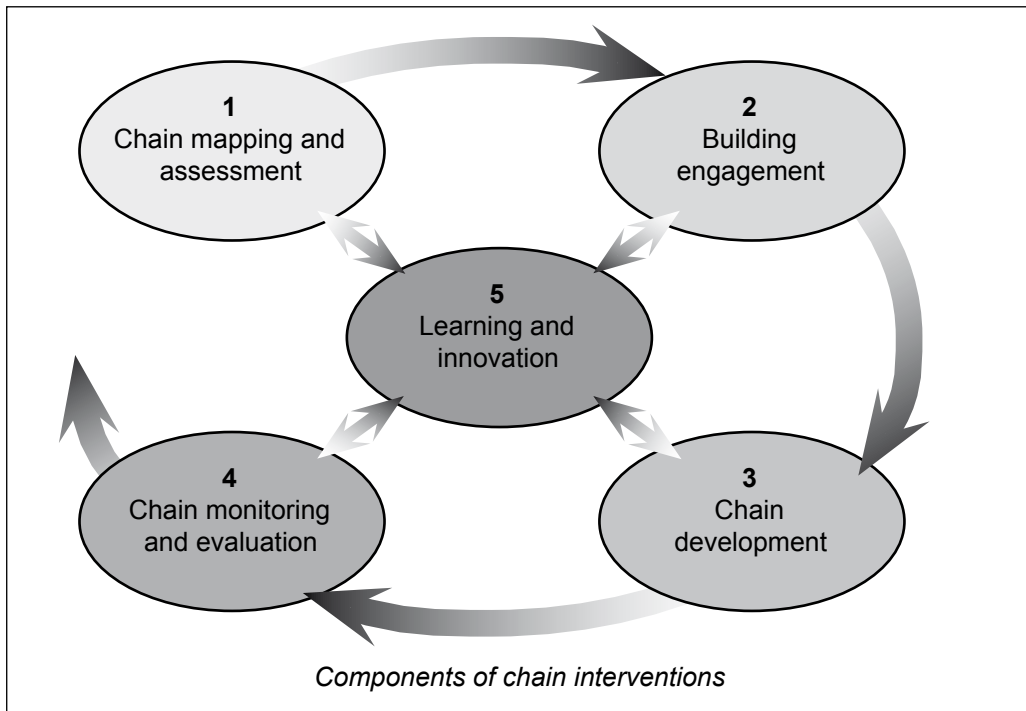 1
Chain mapping and
assessment
2
Building
engagement
5
Learning and
innovation
4
Chain monitoring
and evaluation
3
Chain
development
Components of chain interventions